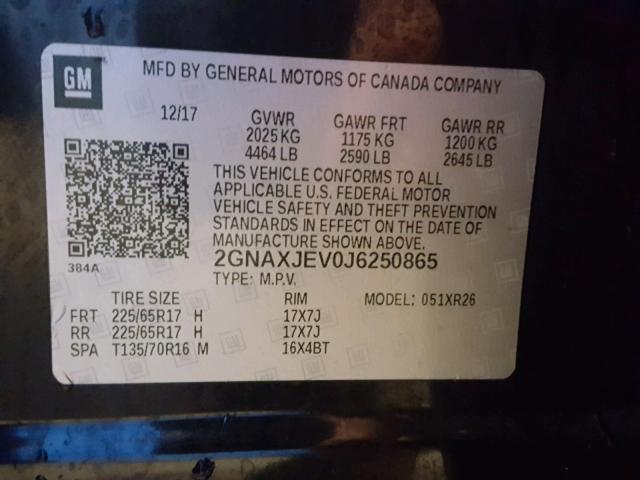 GM
MFD BY GENERAL MOTORS OF CANADA COMPANY
12/17 GVWR GAWR FRT GAWR RR
2025 KG 1175 KG 1200 KG
4464 LB 2590 LB 2645 LB
THIS VEHICLE CONFORMS TO ALL
APPLICABLE U.S. FEDERAL MOTOR
VEHICLE SAFETY AND THEFT PREVENTION
STANDARDS IN EFFECT ON THE DATE OF
MANUFACTURE SHOWN ABOVE.
384A
2GNAXJEV0J6250865
TYPE: M.P.V.
TIRE SIZE RIM MODEL: 051XR26
FRT 225/65R17 H 17X7J
RR 225/65R17 H 17X7J
SPA T135/70R16 M 16X4BT